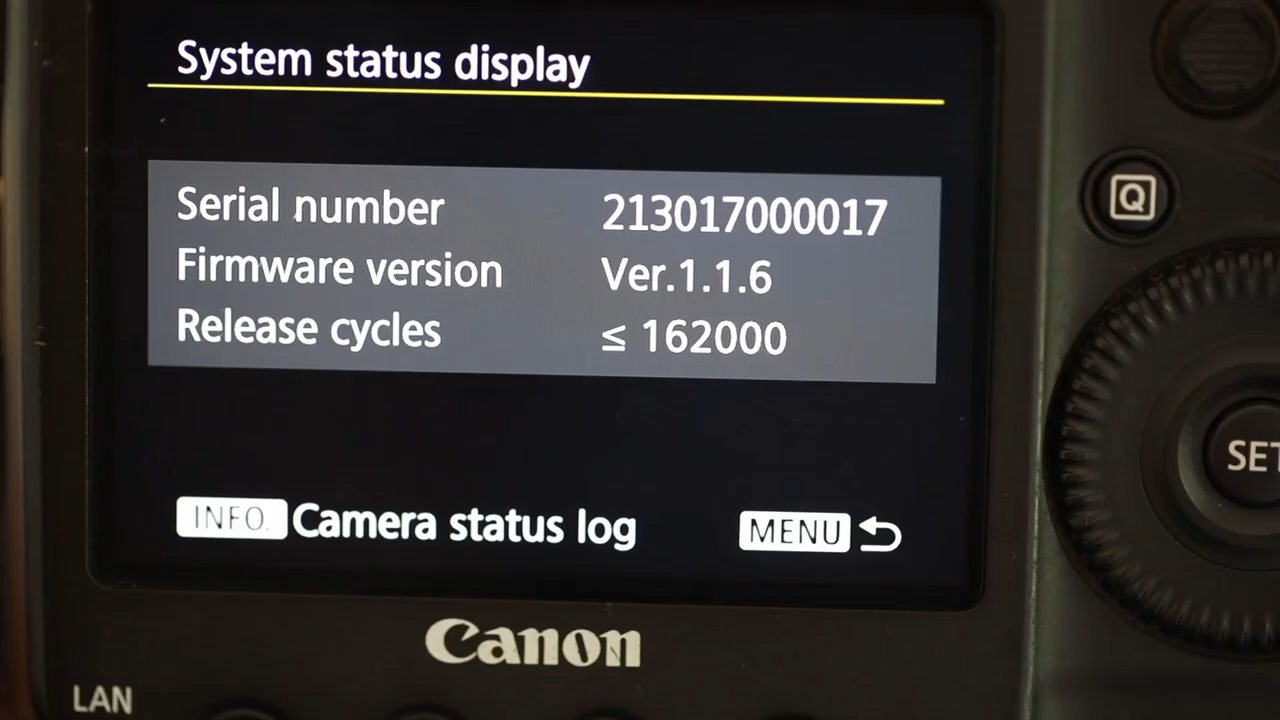 System status display
Serial number 213017000017
Firmware version Ver.1.1.6
Release cycles ≤ 162000
INFO. Camera status log MENU
Canon
LAN
Q
SET